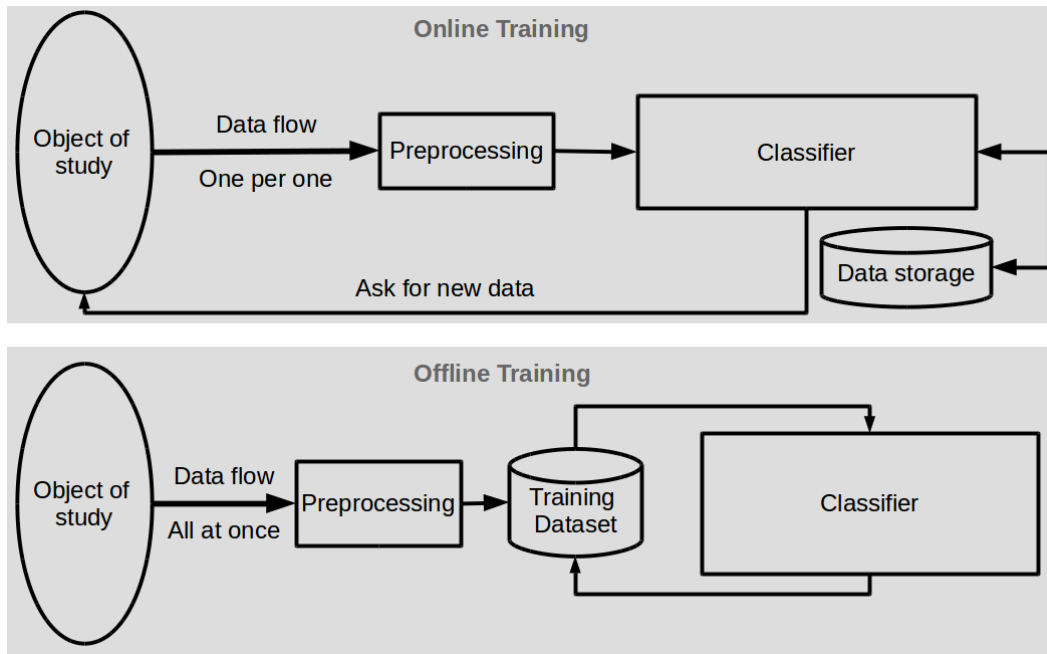 Online Training
Object of
study
Data flow
One per one
Preprocessing
Classifier
Data storage
Ask for new data
Offline Training
Object of
study
Data flow
All at once
Preprocessing
Training
Dataset
Classifier